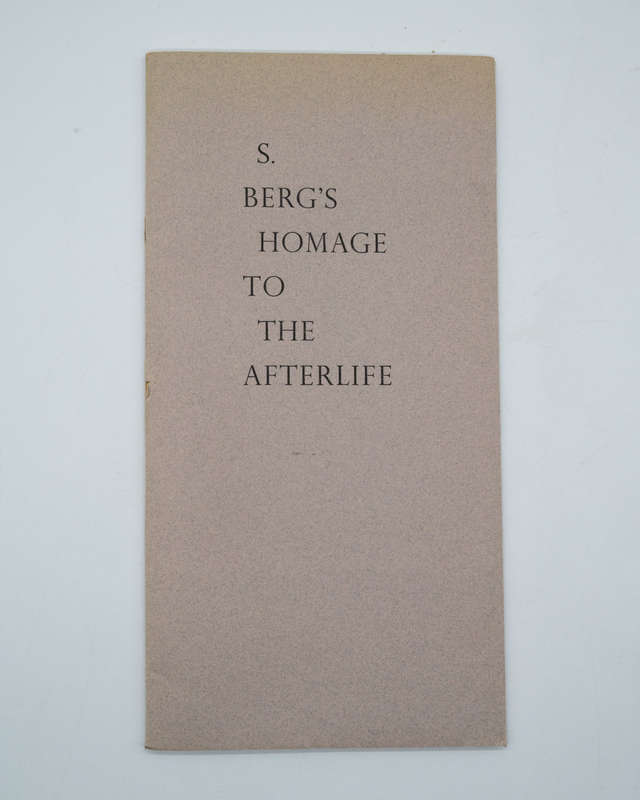 S.
BERG'S
HOMAGE
TO
THE
AFTERLIFE